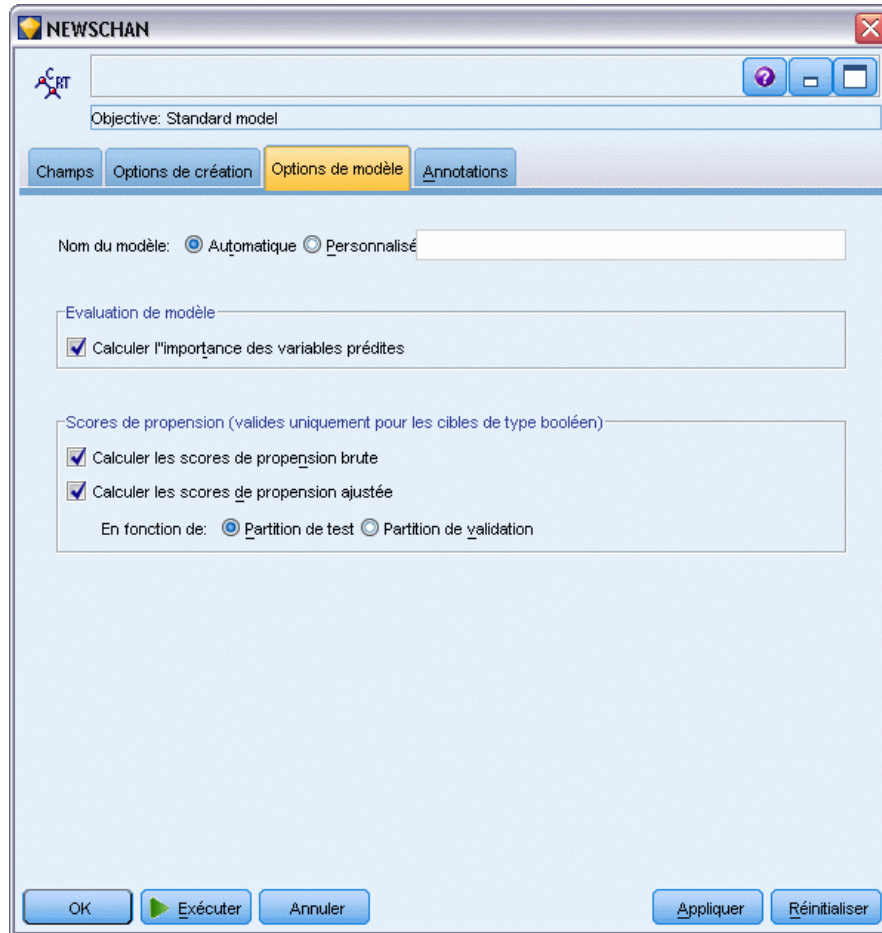 NEWSCHAN
C RT
Objective: Standard model
Champs Options de création Options de modèle Annotations
Nom du modèle: Automatique Personnalisé
Evaluation de modèle
Calculer l"importance des variables prédites
Scores de propension (valides uniquement pour les cibles de type booléen)
Calculer les scores de propension brute
Calculer les scores de propension ajustée
En fonction de: Partition de test Partition de validation
OK Exécuter Annuler Appliquer Réinitialiser